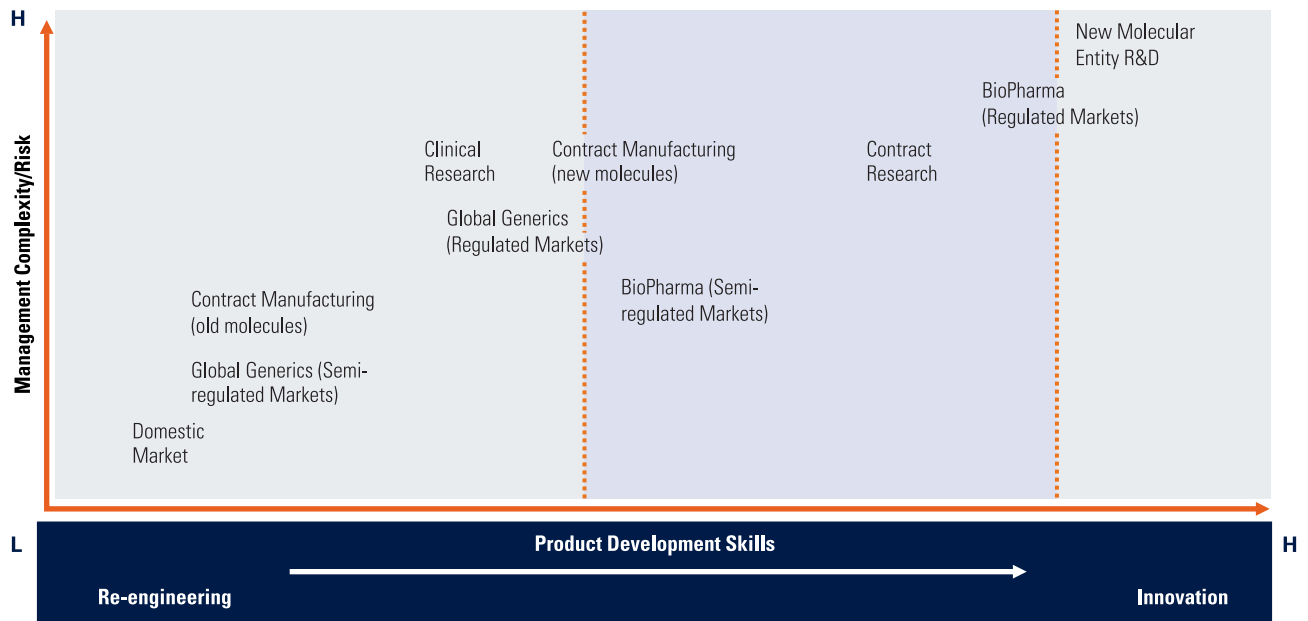 H
New Molecular
Entity R&D
BioPharma
(Regulated Markets)
Clinical
Research
Contract Manufacturing
(new molecules)
Contract
Research
Global Generics
(Regulated Markets)
BioPharma (Semi-
regulated Markets)
Contract Manufacturing
(old molecules)
Global Generics (Semi-
regulated Markets)
Domestic
Market
Management Complexity/Risk
L
Product Development Skills
H
Re-engineering
Innovation